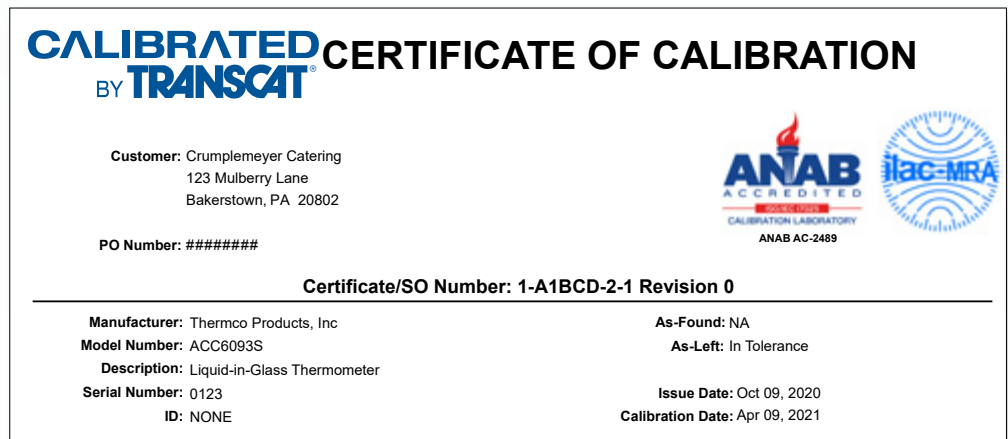 CALIBRATED
BY TRANSCAT®
CERTIFICATE OF CALIBRATION
Customer: Crumplemeyer Catering
123 Mulberry Lane
Bakerstown, PA 20802
PO Number: ########
ANAB
ACCREDITED
ISO/IEC 17025
CALIBRATION LABORATORY
ANAB AC-2489
ilac-MRA
Certificate/SO Number: 1-A1BCD-2-1 Revision 0
Manufacturer: Thermco Products, Inc
Model Number: ACC6093S
Description: Liquid-in-Glass Thermometer
Serial Number: 0123
ID: NONE
As-Found: NA
As-Left: In Tolerance
Issue Date: Oct 09, 2020
Calibration Date: Apr 09, 2021